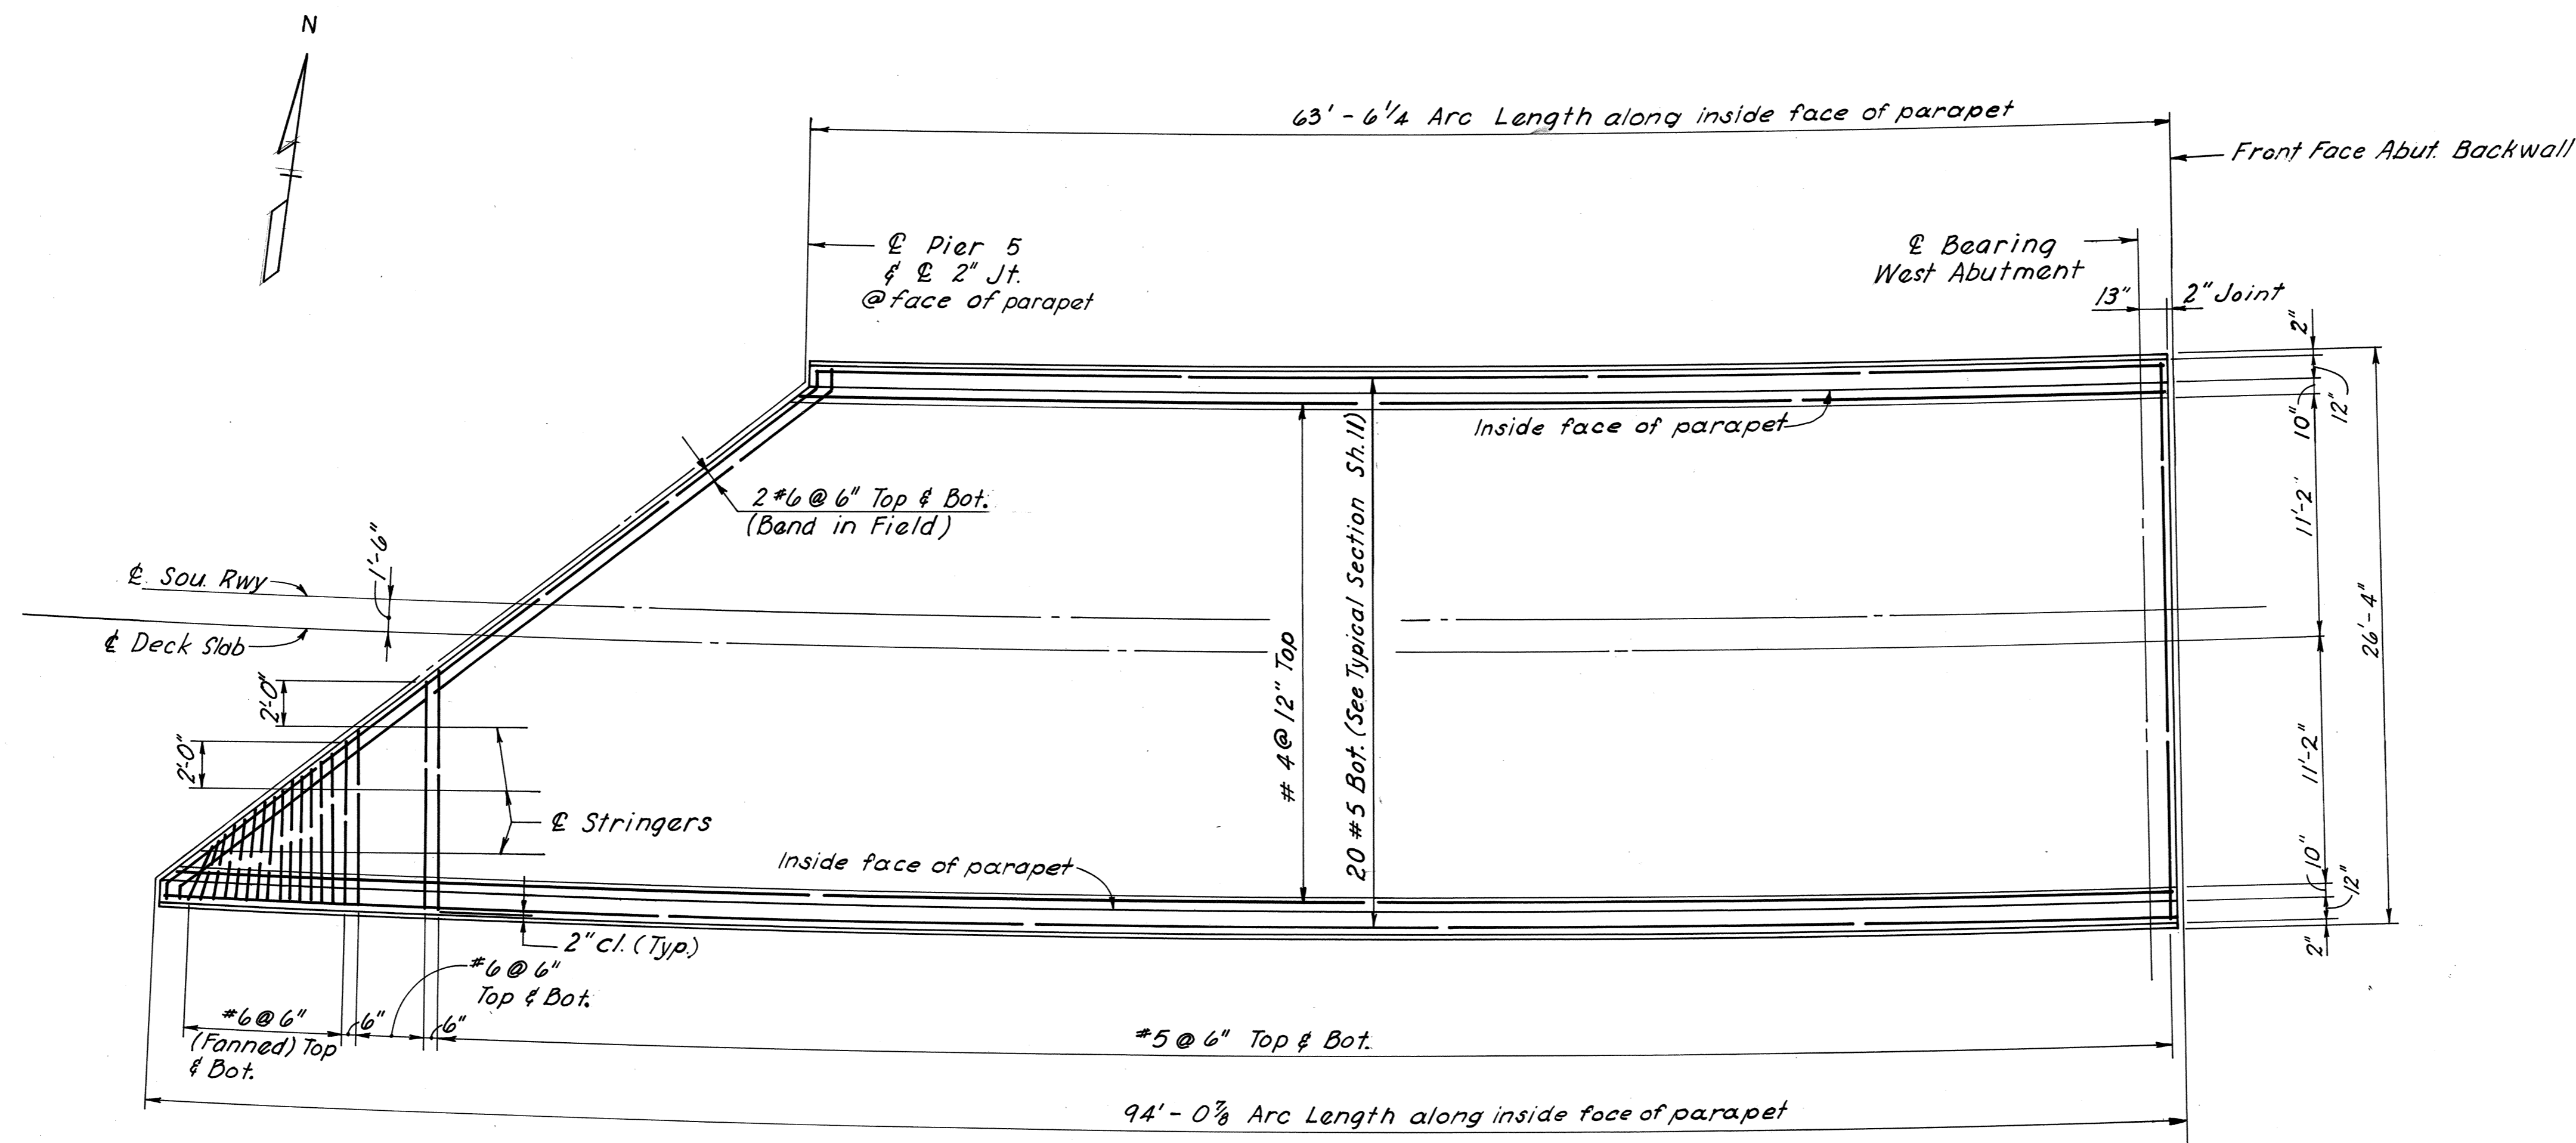 N
63' - 6 1/4 Arc Length along inside face of parapet
Front Face Abut. Backwall
℄ Pier 5
& ℄ 2" Jt.
@ face of parapet
℄ Bearing
West Abutment
13"
2" Joint
2"
12"
10"
Inside face of parapet
2 #6 @ 6" Top & Bot.
(Bend in Field)
11'-2"
26'-4"
1'-6"
℄ Sou. Rwy
℄ Deck Slab
# 4 @ 12" Top
20 #5 Bot. (See Typical Section Sh. 11)
2'-0"
2'-0"
11'-2"
℄ Stringers
Inside face of parapet
10"
12"
2"
2" cl. (Typ.)
#6 @ 6"
Top & Bot.
#6 @ 6"
(Fanned) Top
& Bot.
6"
6"
#5 @ 6" Top & Bot.
94' - 0 7/8 Arc Length along inside face of parapet